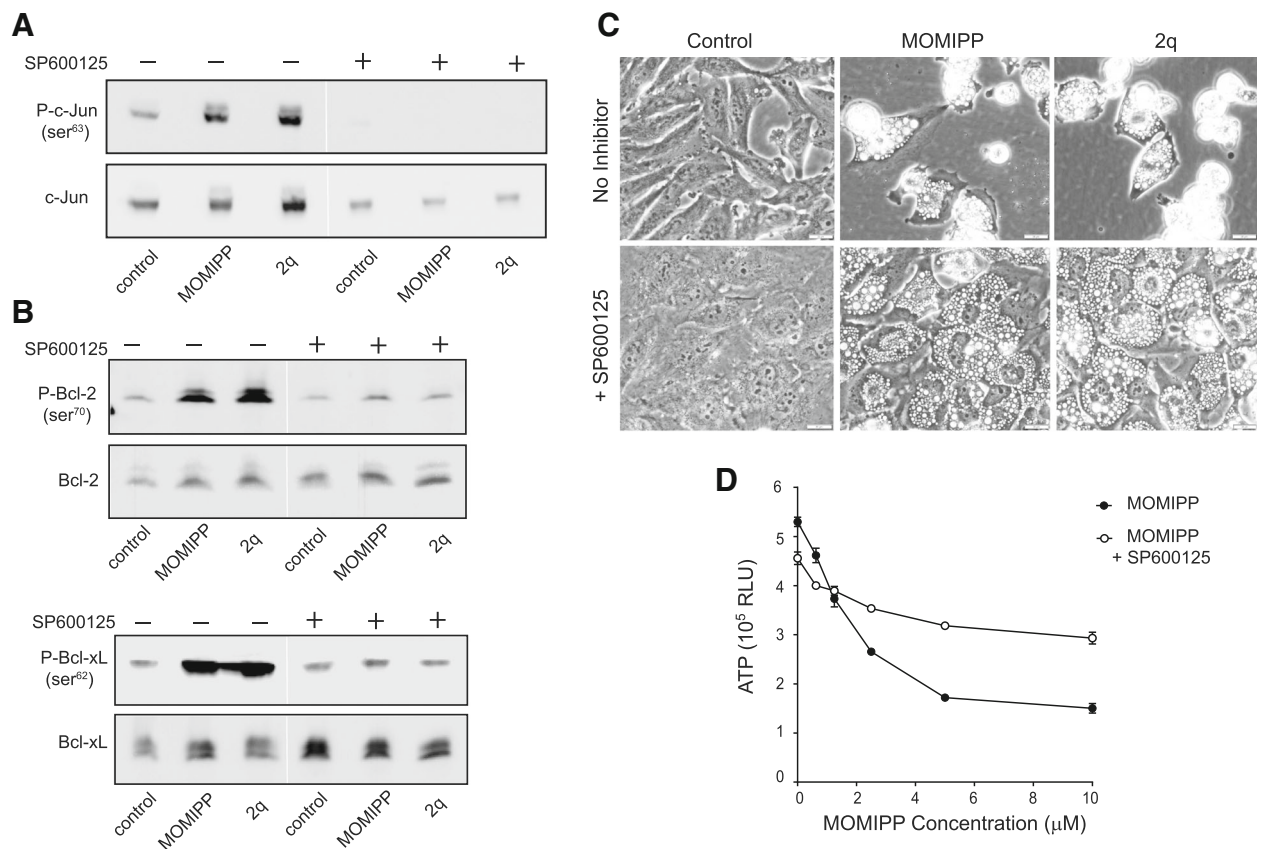 A
SP600125 − − − + + +
P-c-Jun
(ser63)
c-Jun
control MOMIPP 2q control MOMIPP 2q
B
SP600125 − − − + + +
P-Bcl-2
(ser70)
Bcl-2
control MOMIPP 2q control MOMIPP 2q
SP600125 − − − + + +
P-Bcl-xL
(ser62)
Bcl-xL
control MOMIPP 2q control MOMIPP 2q
C
Control MOMIPP 2q
No Inhibitor
+ SP600125
D
6
5
4
3
2
1
0
ATP (10⁵ RLU)
0 2 4 6 8 10
MOMIPP Concentration (μM)
MOMIPP
MOMIPP
+ SP600125